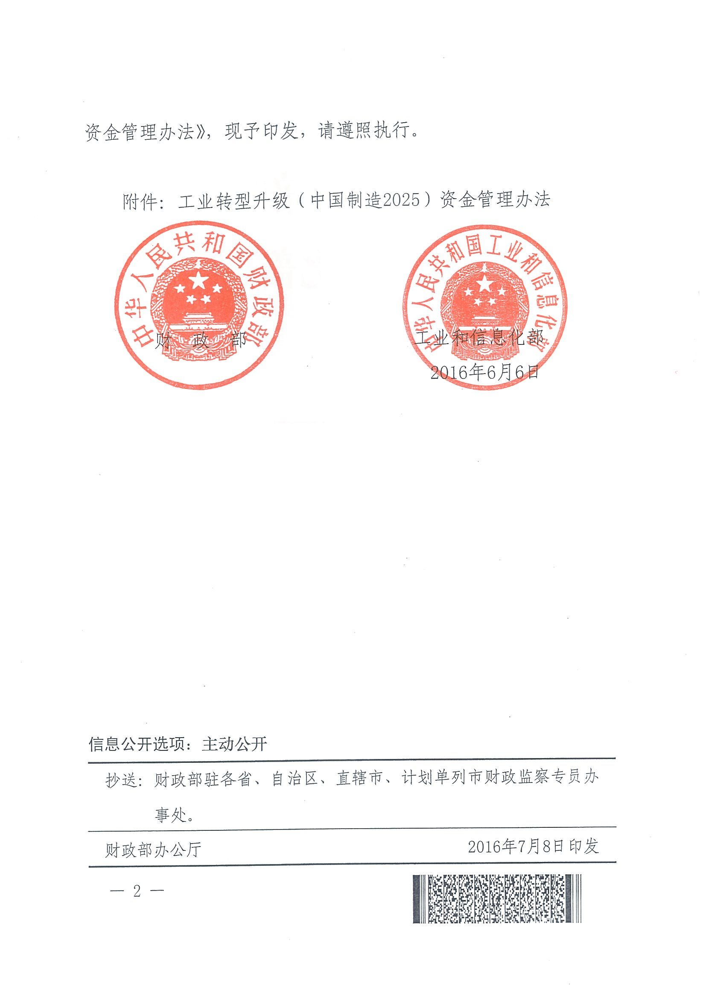 资金管理办法》，现予印发，请遵照执行。
附件：工业转型升级（中国制造2025）资金管理办法
中华人民共和国财政部
中华人民共和国工业和信息化部
财 政 部
工业和信息化部
2016年6月6日
信息公开选项：主动公开
抄送：财政部驻各省、自治区、直辖市、计划单列市财政监察专员办
事处。
财政部办公厅
2016年7月8日印发
— 2 —